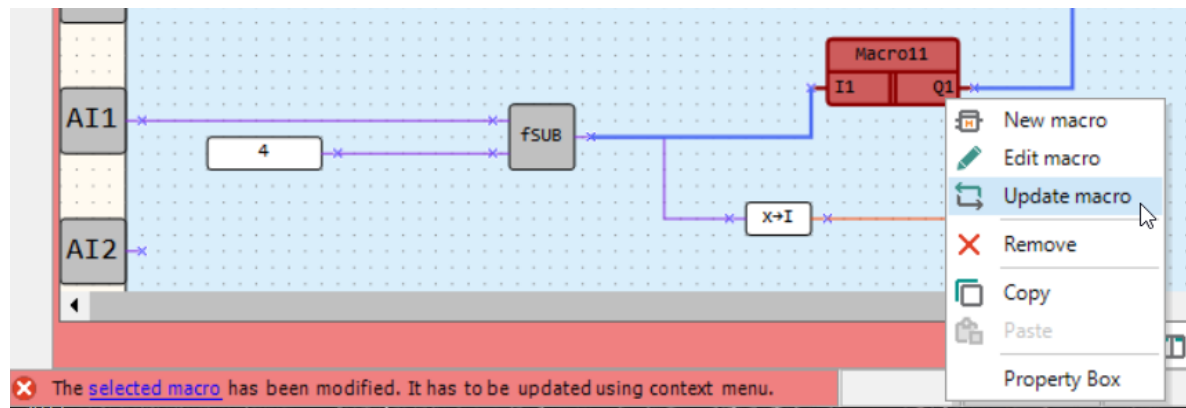 Macro11
I1
Q1
AI1
fSUB
4
New macro
Edit macro
Update macro
x→I
AI2
Remove
Copy
Paste
Property Box
The selected macro has been modified. It has to be updated using context menu.